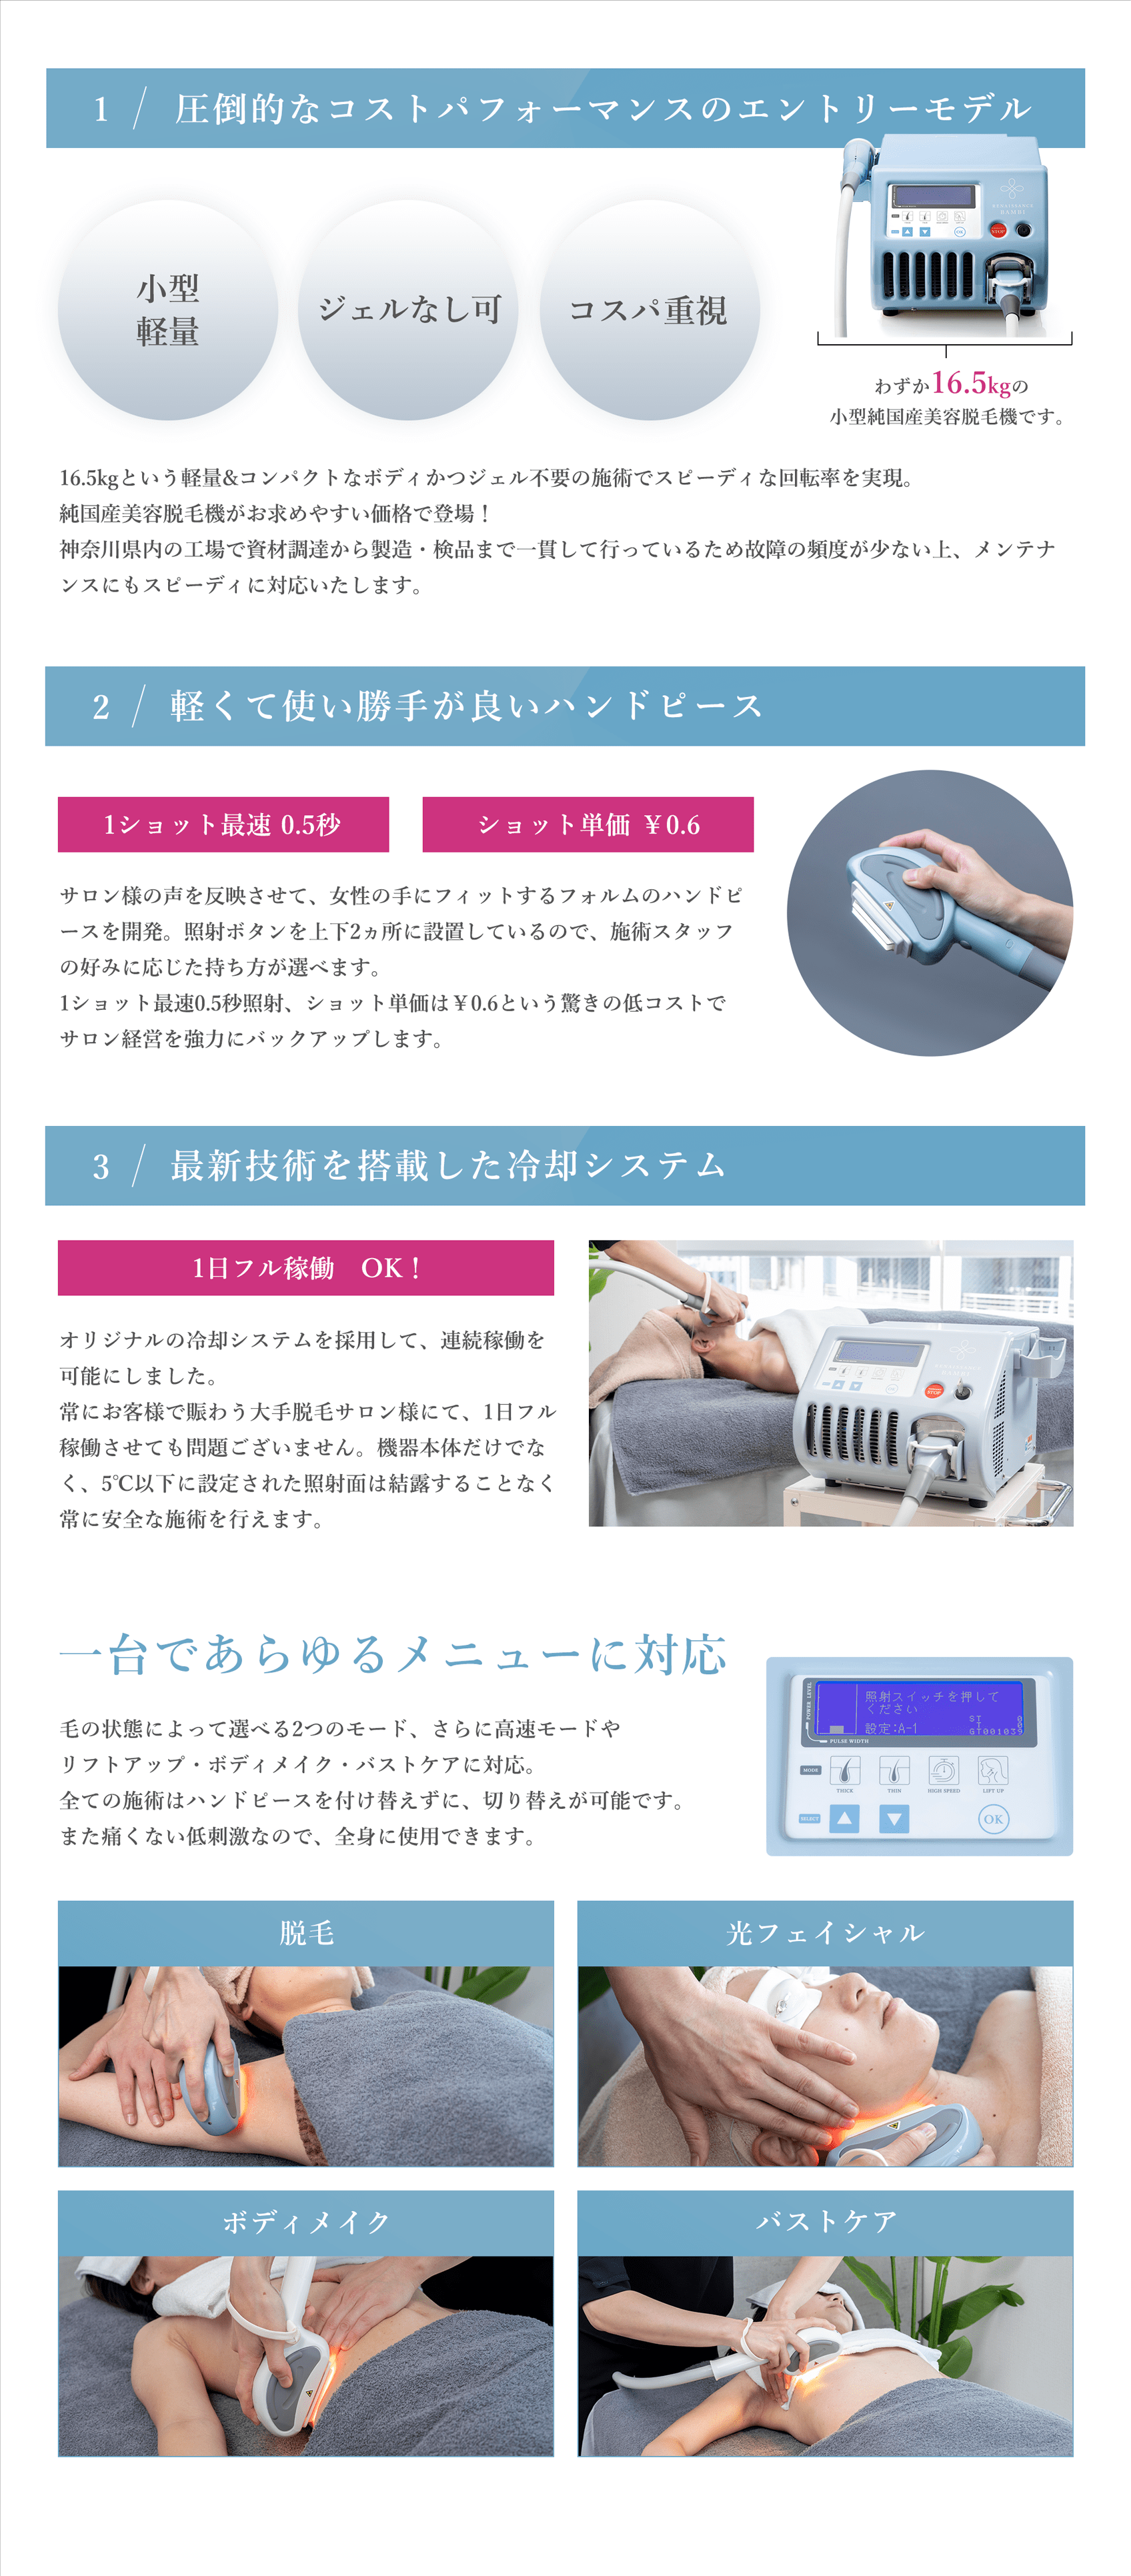 1 / 圧倒的なコストパフォーマンスのエントリーモデル
小型
軽量
ジェルなし可
コスパ重視
STOP
OK
わずか16.5kgの
小型純国産美容脱毛機です。
16.5kgという軽量&コンパクトなボディかつジェル不要の施術でスピーディな回転率を実現。
純国産美容脱毛機がお求めやすい価格で登場！
神奈川県内の工場で資材調達から製造・検品まで一貫して行っているため故障の頻度が少ない上、メンテナ
ンスにもスピーディに対応いたします。
2 / 軽くて使い勝手が良いハンドピース
1ショット最速 0.5秒
ショット単価 ￥0.6
サロン様の声を反映させて、女性の手にフィットするフォルムのハンドピ
ースを開発。照射ボタンを上下2ヵ所に設置しているので、施術スタッフ
の好みに応じた持ち方が選べます。
1ショット最速0.5秒照射、ショット単価は￥0.6という驚きの低コストで
サロン経営を強力にバックアップします。
3 / 最新技術を搭載した冷却システム
1日フル稼働　OK！
オリジナルの冷却システムを採用して、連続稼働を
可能にしました。
常にお客様で賑わう大手脱毛サロン様にて、1日フル
稼働させても問題ございません。機器本体だけでな
く、5℃以下に設定された照射面は結露することなく
常に安全な施術を行えます。
STOP
一台であらゆるメニューに対応
毛の状態によって選べる2つのモード、さらに高速モードや
リフトアップ・ボディメイク・バストケアに対応。
全ての施術はハンドピースを付け替えずに、切り替えが可能です。
また痛くない低刺激なので、全身に使用できます。
POWER LEVEL
照射スイッチを押して
ください
設定:A-1
ST 0
GT001039
PULSE WIDTH
MODE
THICK
THIN
HIGH SPEED
LIFT UP
SELECT
OK
脱毛
光フェイシャル
ボディメイク
バストケア